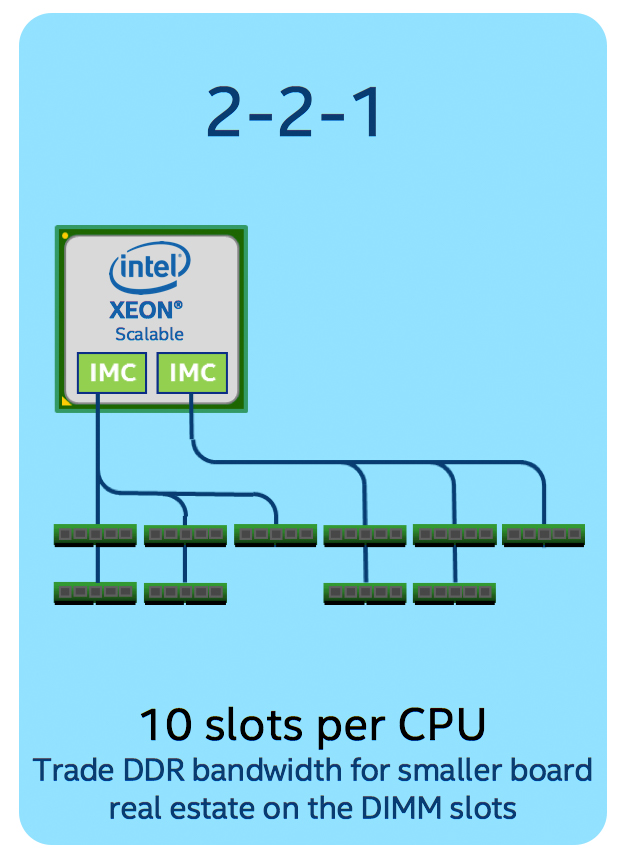 2-2-1
intel
XEON®
Scalable
IMC IMC
10 slots per CPU
Trade DDR bandwidth for smaller board
real estate on the DIMM slots